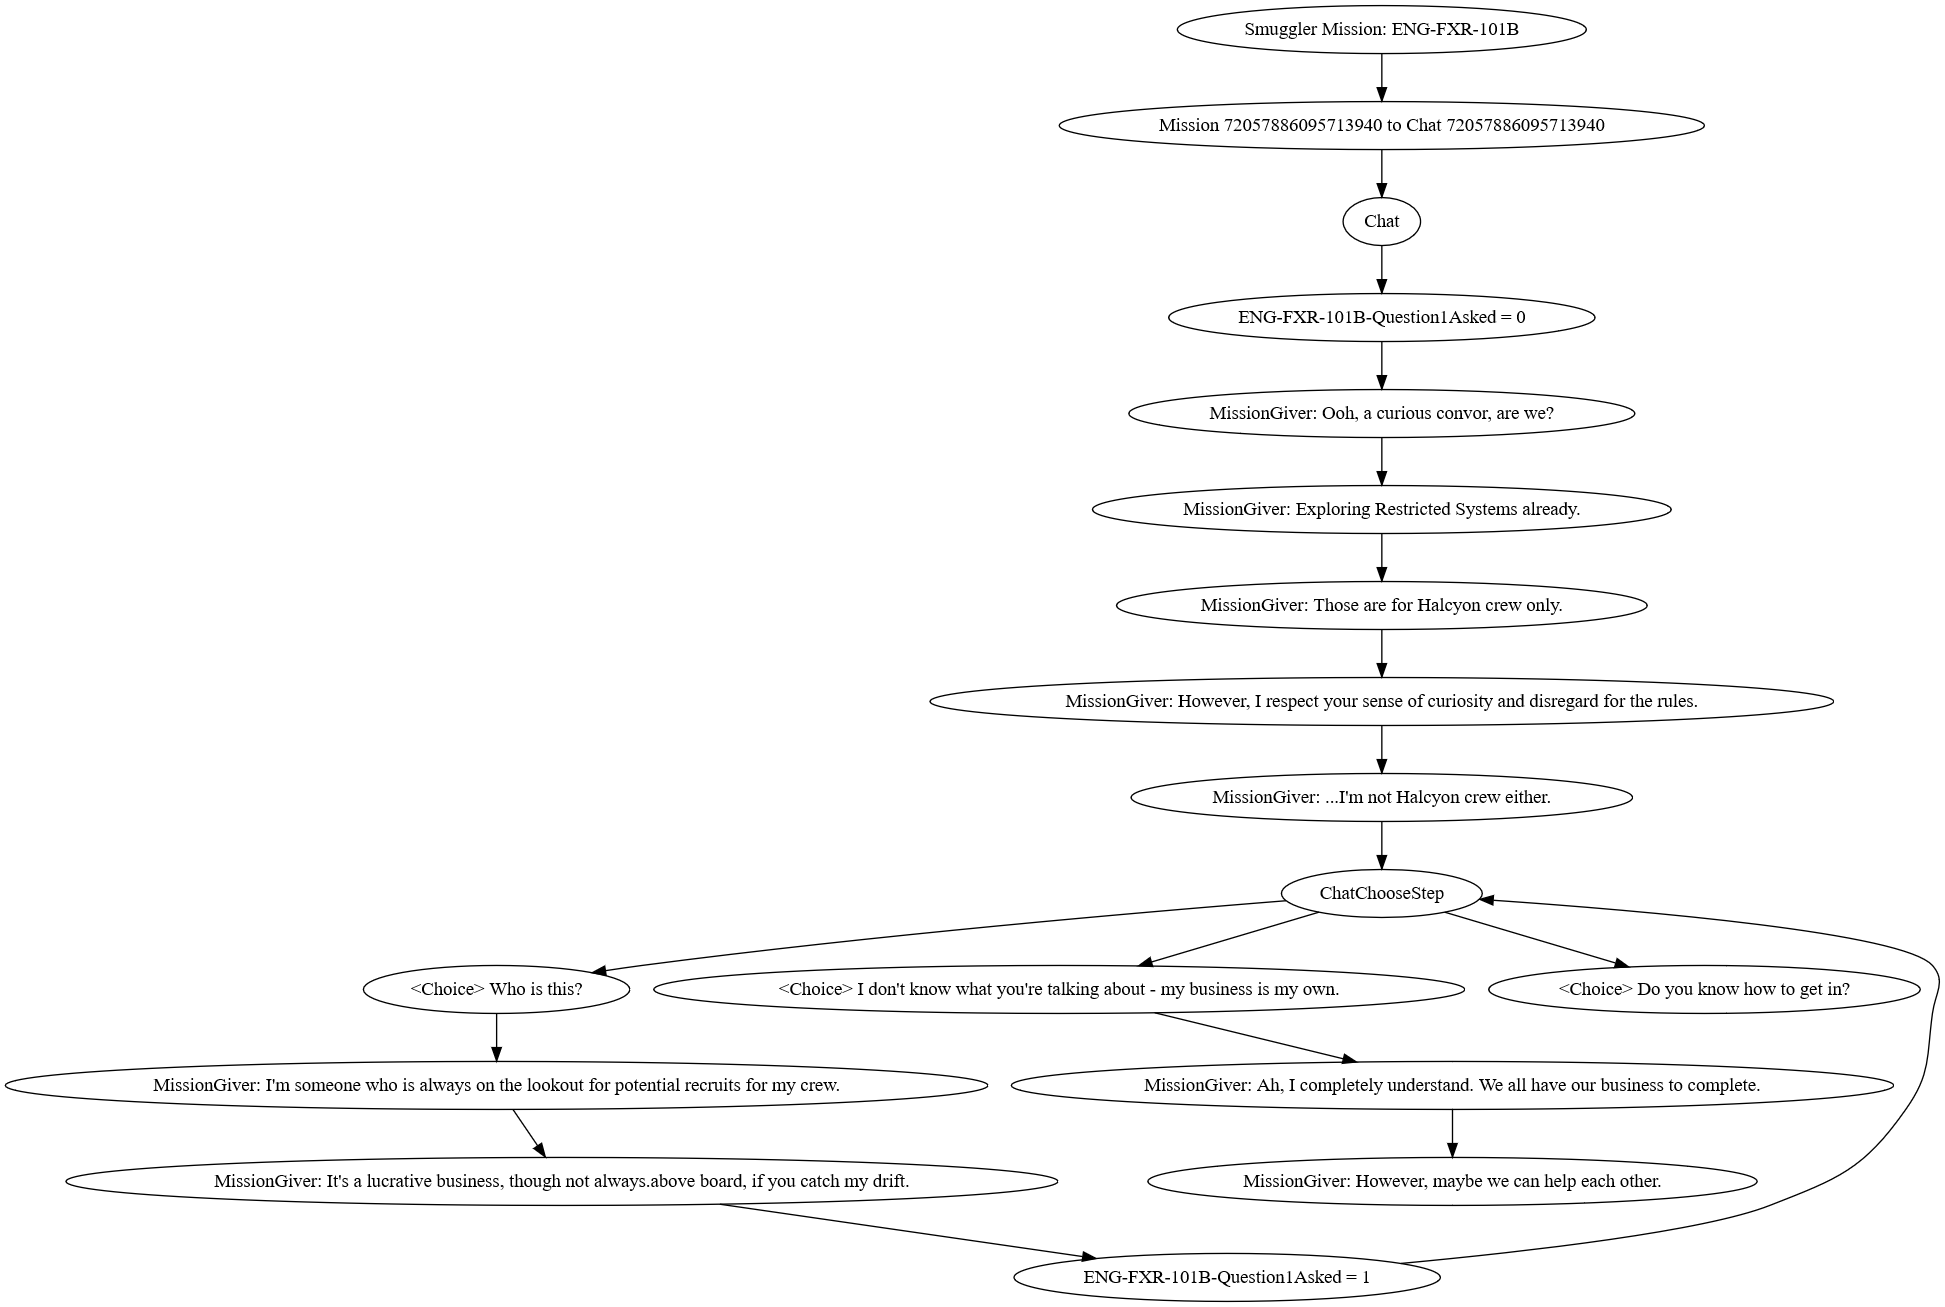 Smuggler Mission: ENG-FXR-101B
Mission 72057886095713940 to Chat 72057886095713940
Chat
ENG-FXR-101B-Question1Asked = 0
MissionGiver: Ooh, a curious convor, are we?
MissionGiver: Exploring Restricted Systems already.
MissionGiver: Those are for Halcyon crew only.
MissionGiver: However, I respect your sense of curiosity and disregard for the rules.
MissionGiver: ...I'm not Halcyon crew either.
ChatChooseStep
<Choice> Who is this?
<Choice> I don't know what you're talking about - my business is my own.
<Choice> Do you know how to get in?
MissionGiver: I'm someone who is always on the lookout for potential recruits for my crew.
MissionGiver: Ah, I completely understand. We all have our business to complete.
MissionGiver: It's a lucrative business, though not always.above board, if you catch my drift.
MissionGiver: However, maybe we can help each other.
ENG-FXR-101B-Question1Asked = 1